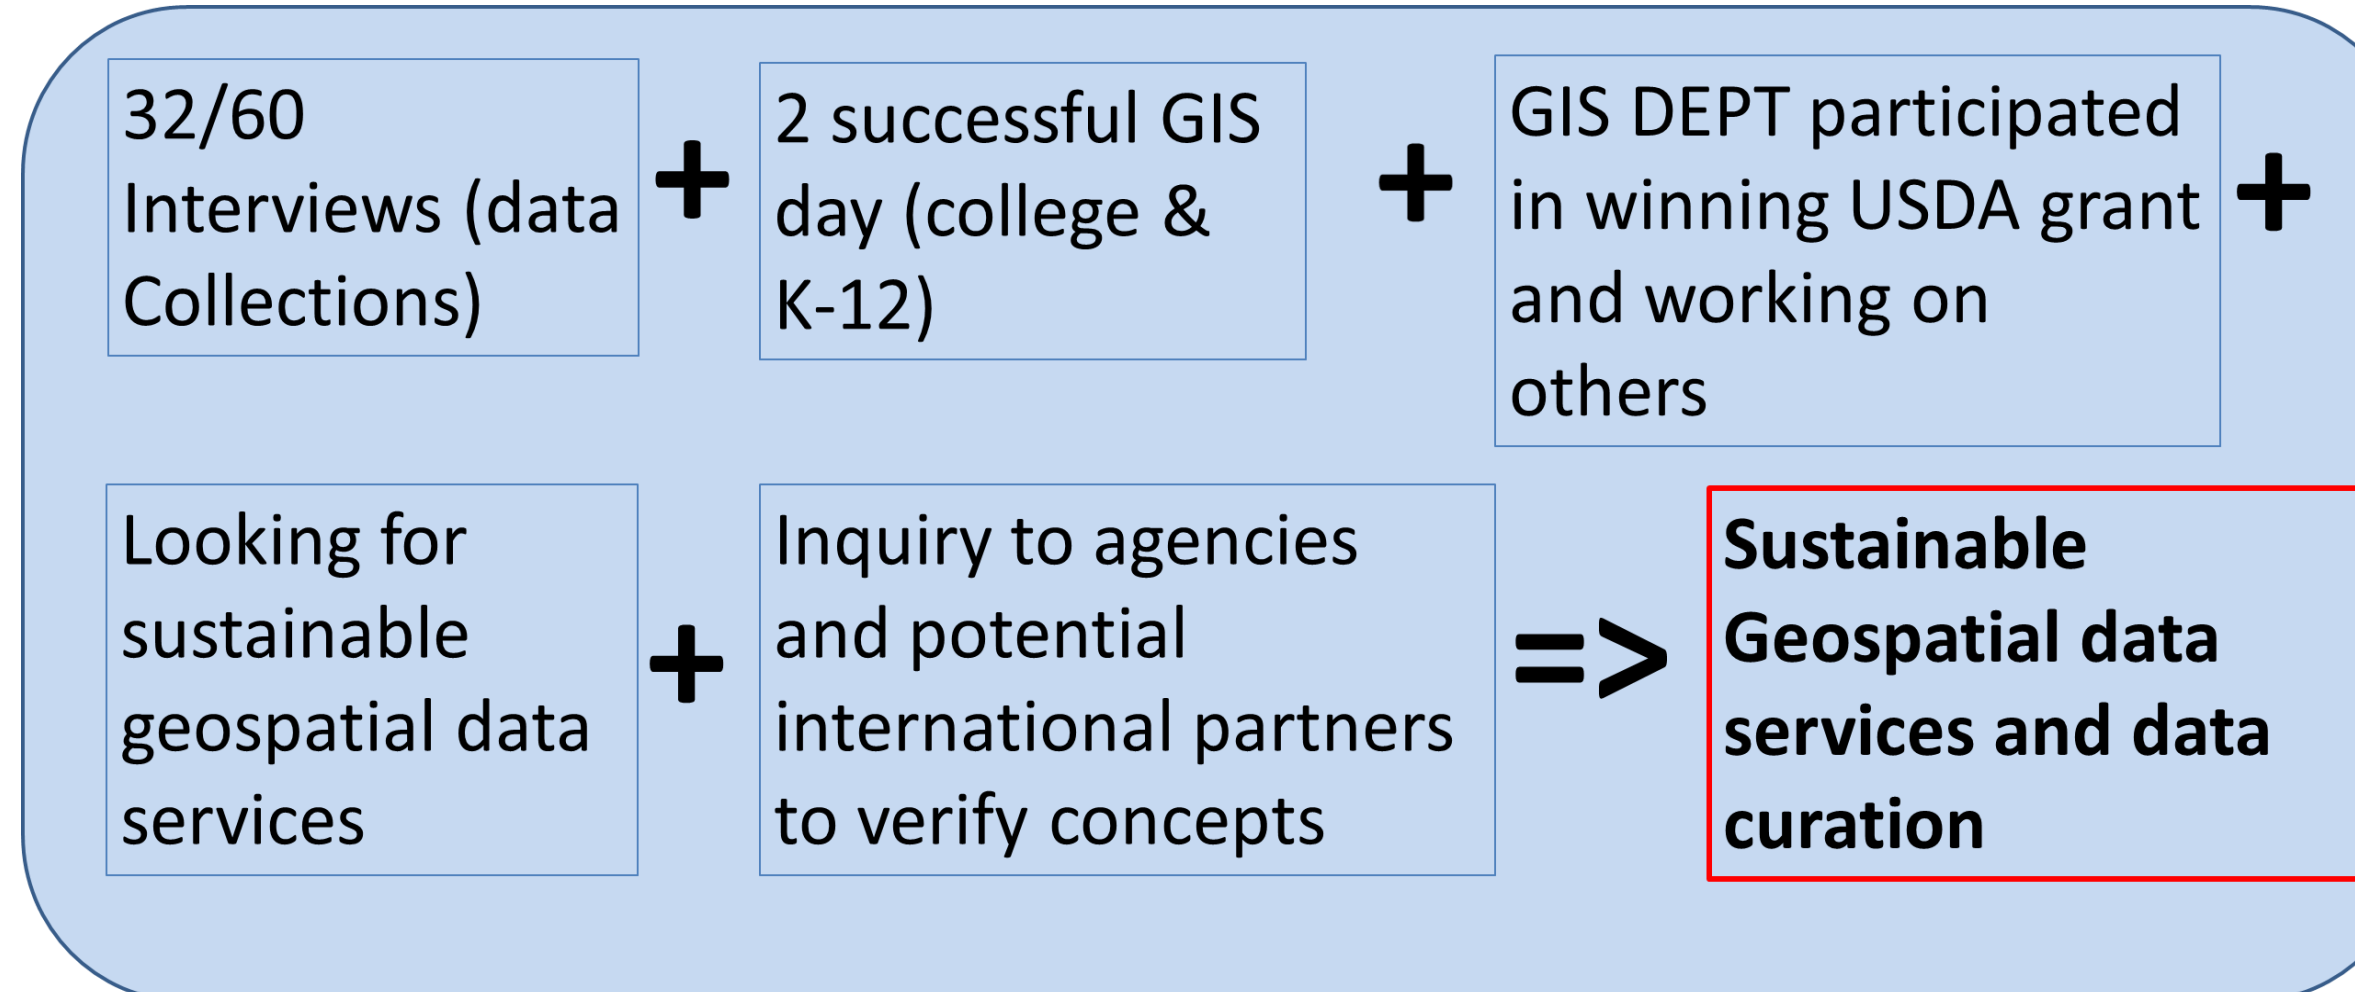 32/60
Interviews (data
Collections)
+
2 successful GIS
day (college &
K-12)
+
GIS DEPT participated
in winning USDA grant
and working on
others
+
Looking for
sustainable
geospatial data
services
+
Inquiry to agencies
and potential
international partners
to verify concepts
=>
Sustainable
Geospatial data
services and data
curation